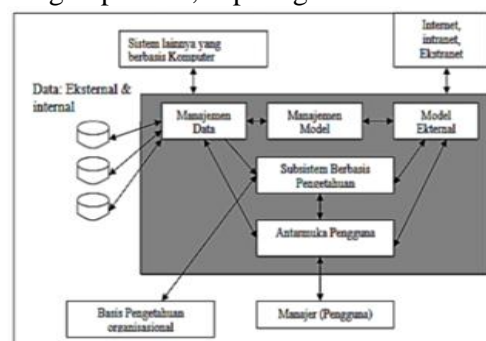 Sistem lainnya yang
berbasis Komputer
Internet,
intranet,
Ekstranet
Data: Eksternal &
internal
Manajemen
Data
Manajemen
Model
Model
Ekternal
Subsistem Berbasis
Pengetahuan
Antarmuka Pengguna
Basis Pengetahuan
organisasional
Manajer (Pengguna)